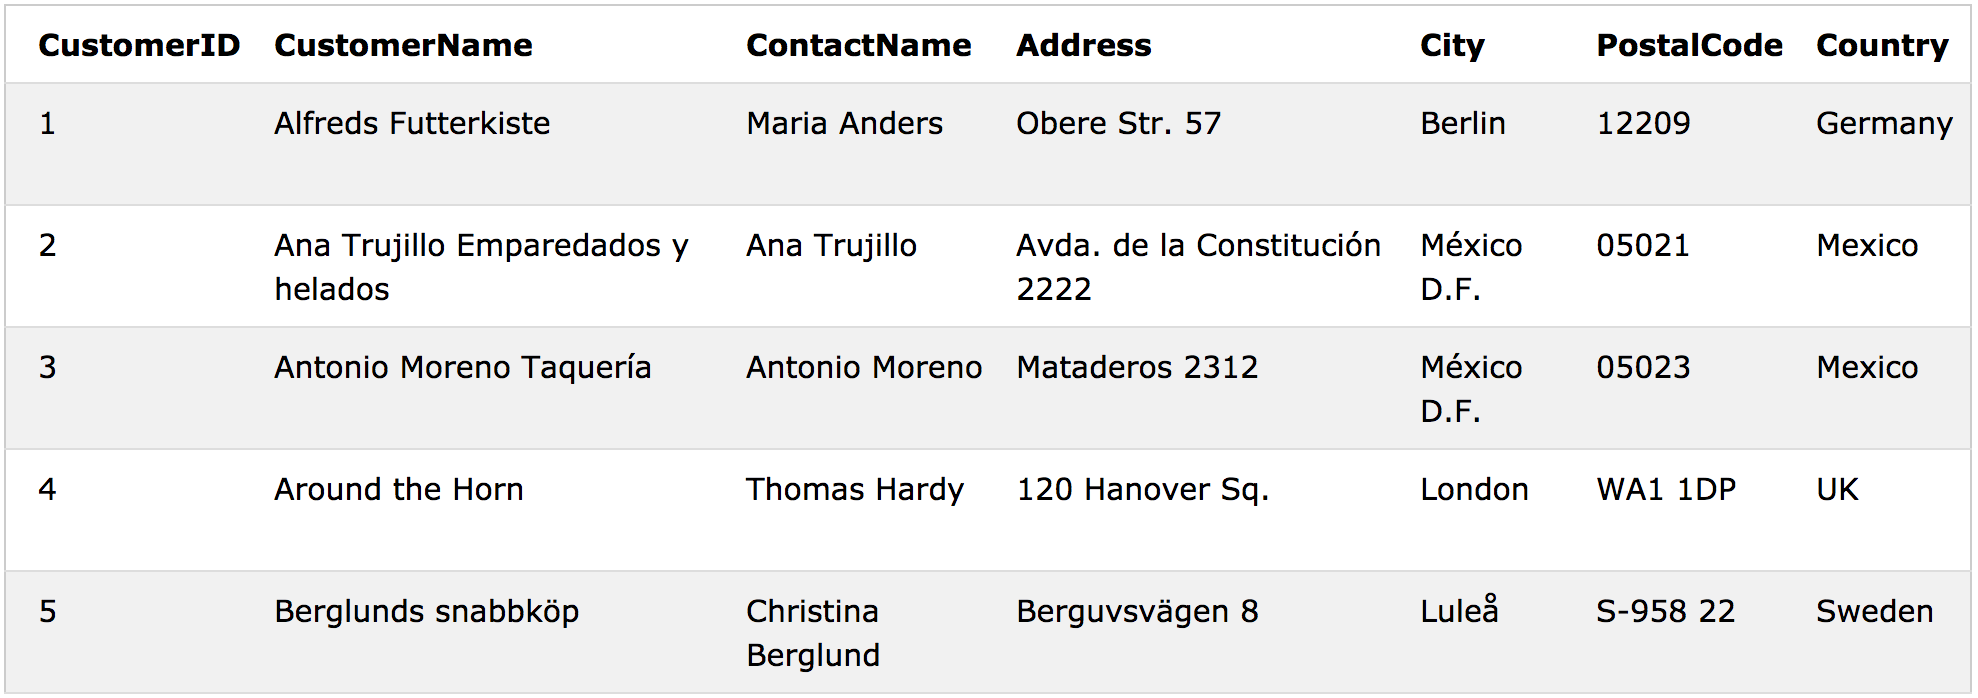 CustomerID CustomerName ContactName Address City PostalCode Country
1 Alfreds Futterkiste Maria Anders Obere Str. 57 Berlin 12209 Germany
2 Ana Trujillo Emparedados y Ana Trujillo Avda. de la Constitución México 05021 Mexico
helados 2222 D.F.
3 Antonio Moreno Taquería Antonio Moreno Mataderos 2312 México 05023 Mexico
D.F.
4 Around the Horn Thomas Hardy 120 Hanover Sq. London WA1 1DP UK
5 Berglunds snabbköp Christina Berguvsvägen 8 Luleå S-958 22 Sweden
Berglund